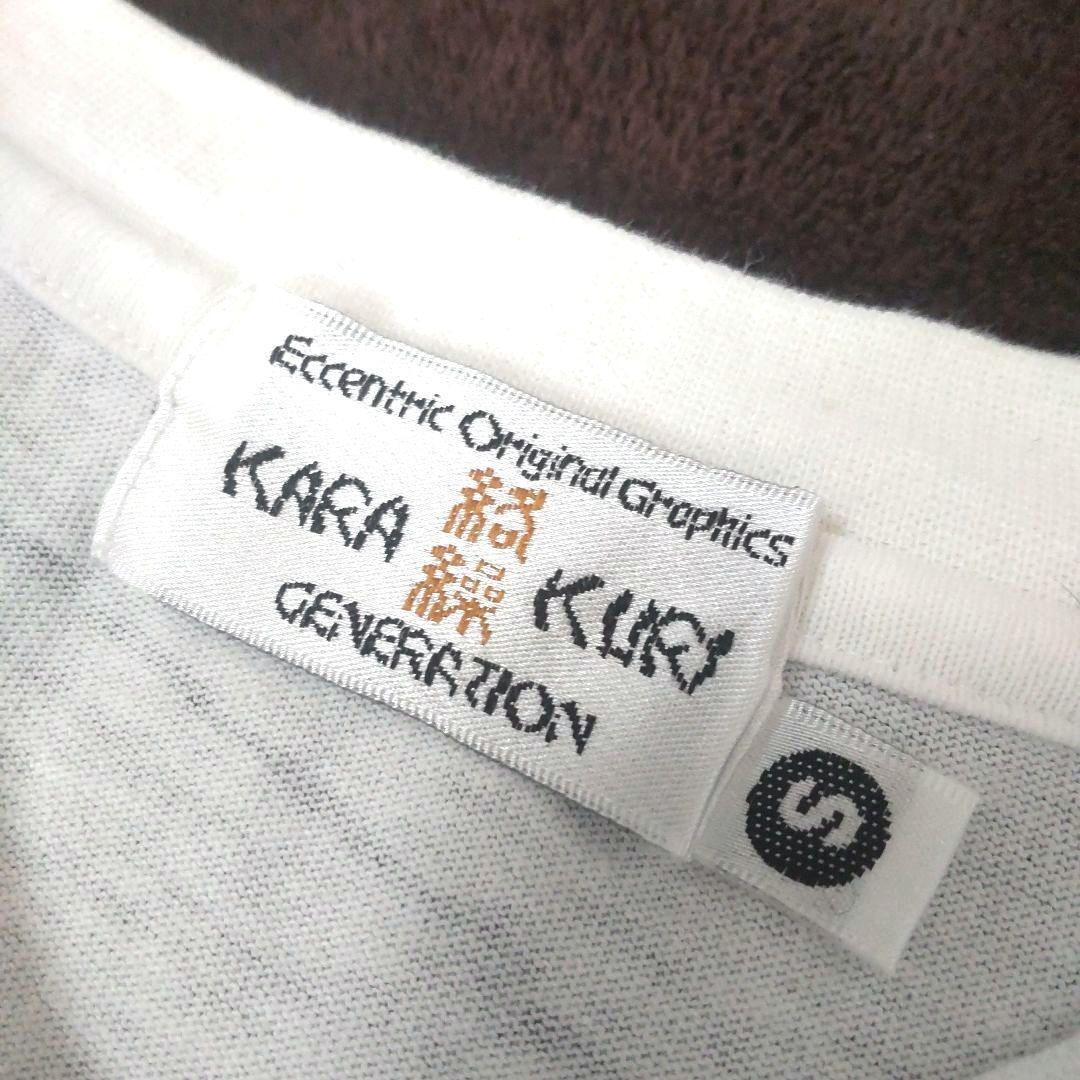 Eccentric Original Graphics
KARA 絡繰 KURI
GENERATION
S